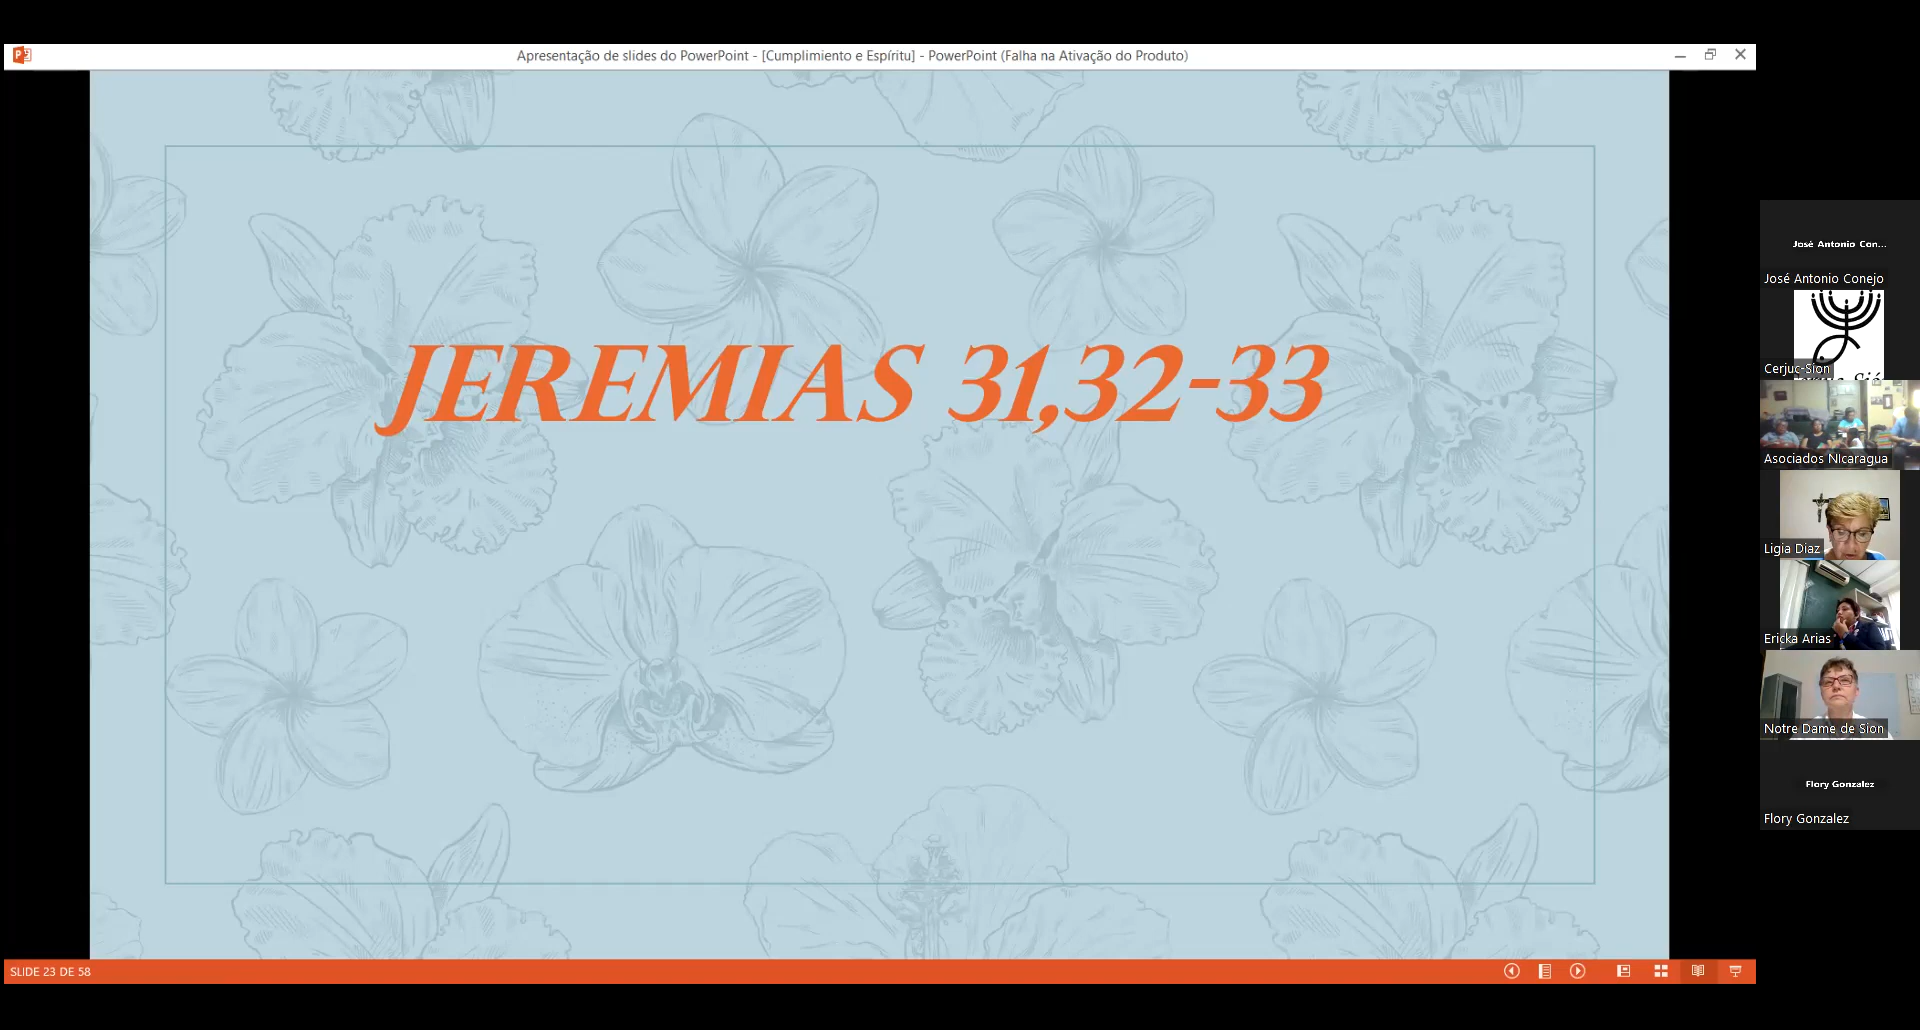 Apresentação de slides do PowerPoint - [Cumplimiento e Espíritu] - PowerPoint (Falha na Ativação do Produto)
JEREMIAS 31,32-33
SLIDE 23 DE 58
José Antonio Con...
José Antonio Conejo
Cerjuc-Sion
Asociados NIcaragua
Ligia Diaz
Ericka Arias
Notre Dame de Sion
Flory Gonzalez
Flory Gonzalez